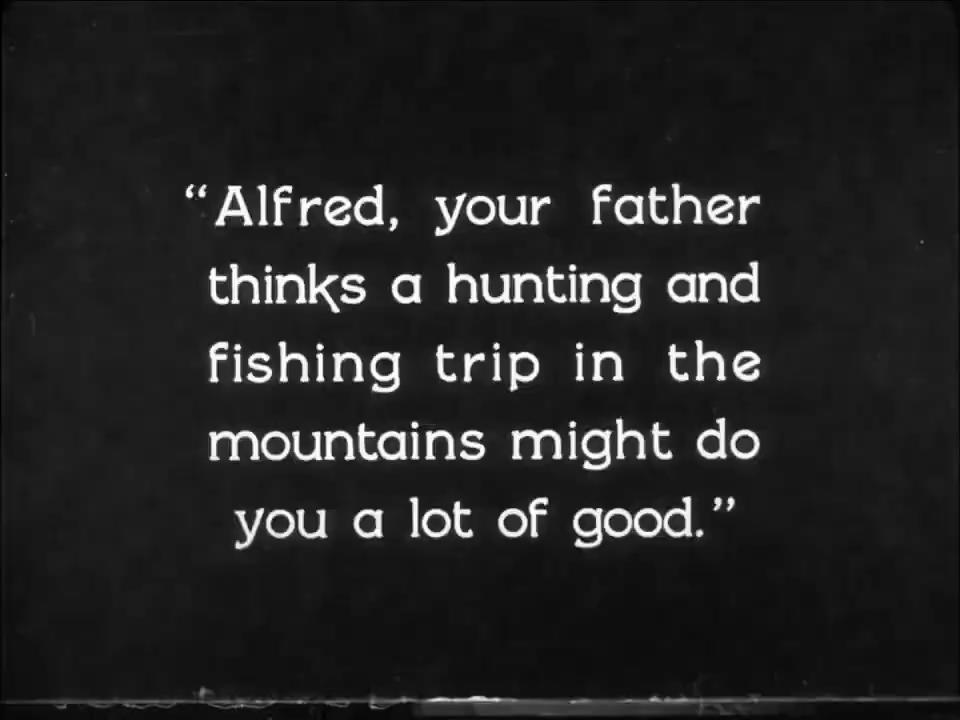 “Alfred, your father
thinks a hunting and
fishing trip in the
mountains might do
you a lot of good.”